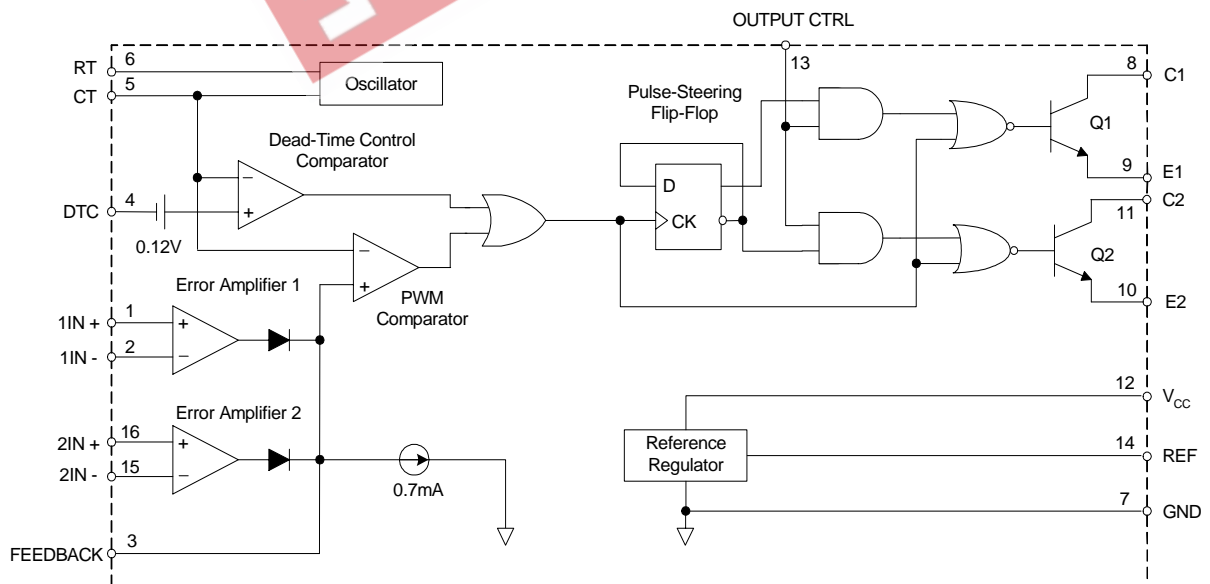 OUTPUT CTRL
RT 6
CT 5
Oscillator
13
8 C1
Pulse-Steering
Flip-Flop
Q1
Dead-Time Control
Comparator
9 E1
D
CK
−
+
DTC 4
0.12V
C2
11
Q2
−
+
PWM
Comparator
10 E2
Error Amplifier 1
1IN + 1
+
1IN - 2
−
12 VCC
Error Amplifier 2
2IN + 16
+
2IN - 15
−
0.7mA
Reference
Regulator
14 REF
7 GND
FEEDBACK 3